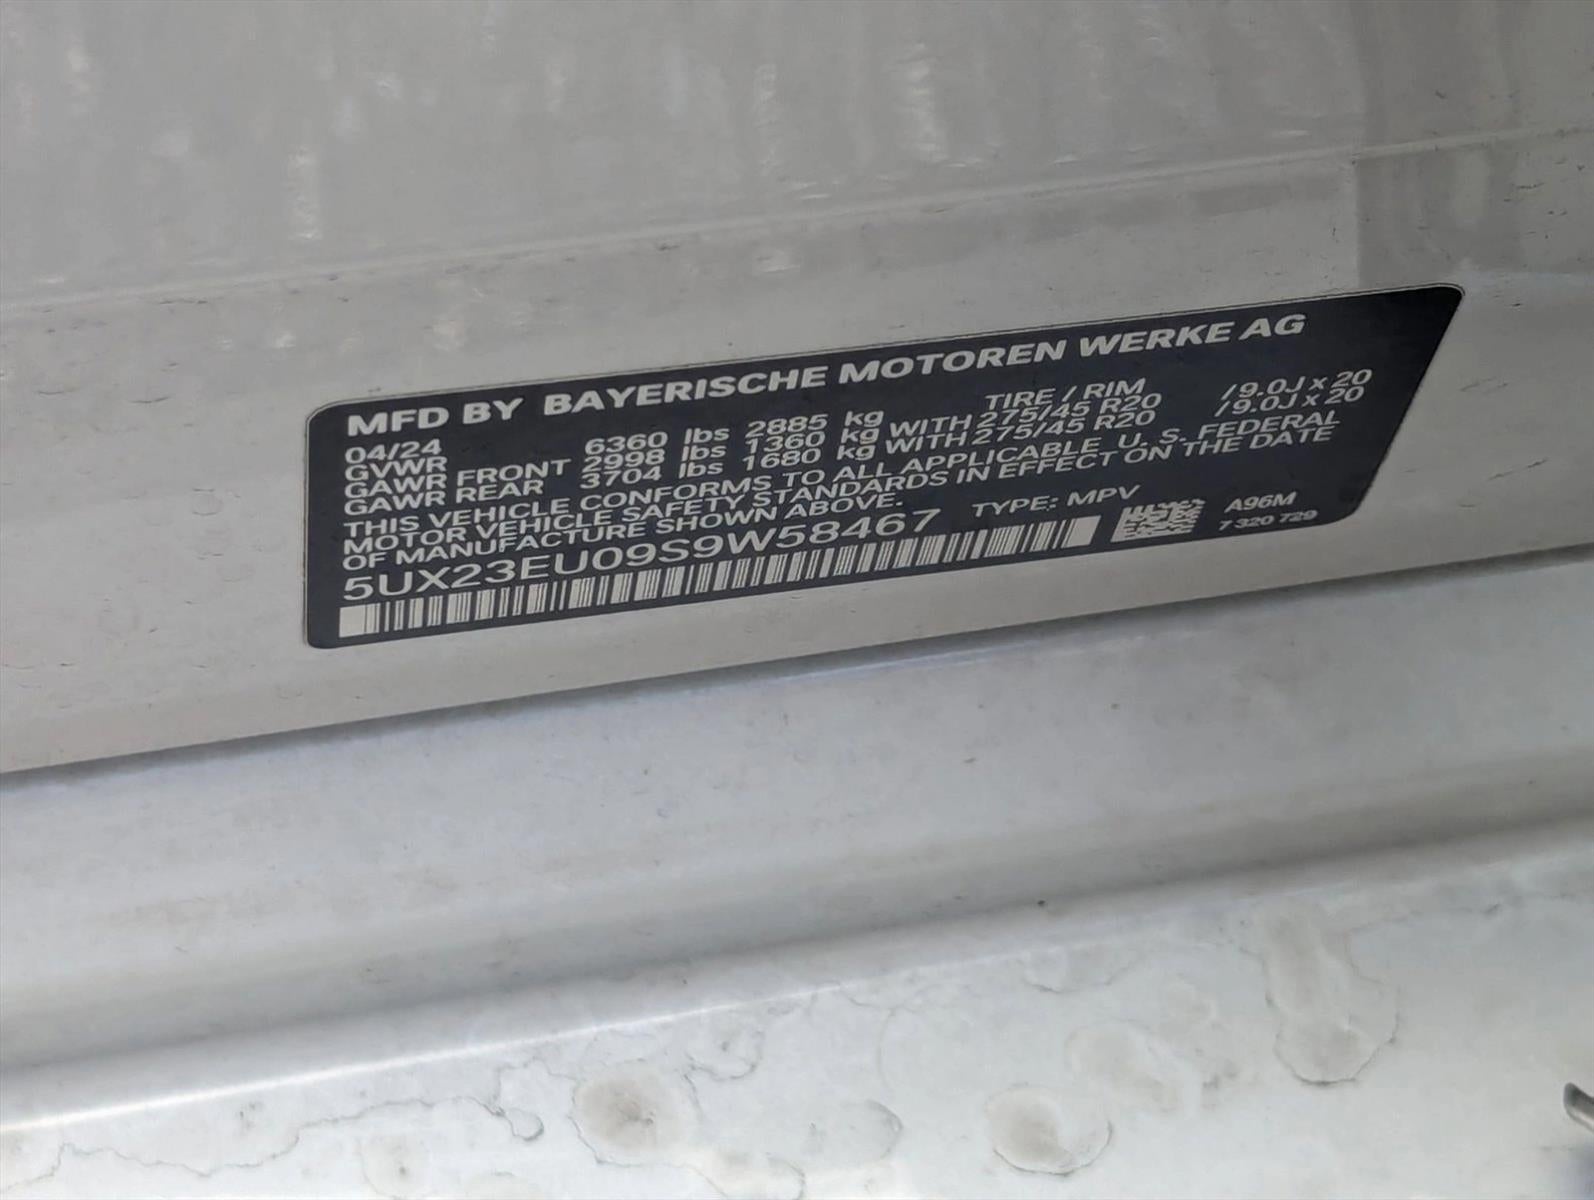 MFD BY BAYERISCHE MOTOREN WERKE AG
04/24 TIRE / RIM
GVWR 6360 lbs 2885 kg
GAWR FRONT 2998 lbs 1360 kg WITH 275/45 R20 /9.0J x 20
GAWR REAR 3704 lbs 1680 kg WITH 275/45 R20 /9.0J x 20
THIS VEHICLE CONFORMS TO ALL APPLICABLE U. S. FEDERAL
MOTOR VEHICLE SAFETY STANDARDS IN EFFECT ON THE DATE
OF MANUFACTURE SHOWN ABOVE:
5UX23EU09S9W58467 TYPE: MPV
A96M
7 320 729